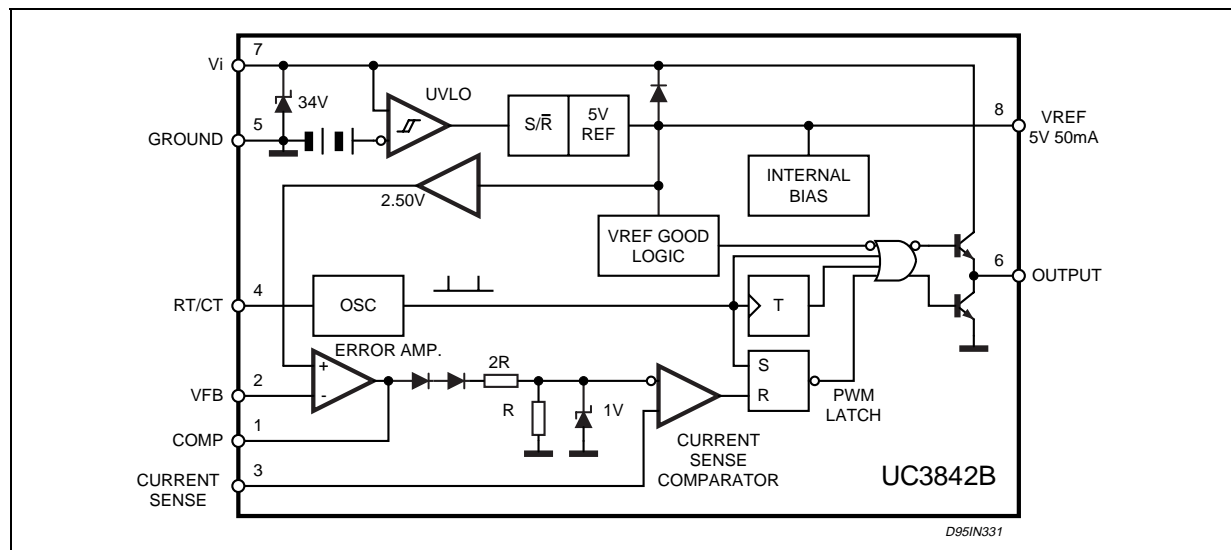 7
Vi
34V
UVLO
5
GROUND
S/R̅
5V
REF
8
VREF
5V 50mA
INTERNAL
BIAS
2.50V
VREF GOOD
LOGIC
6
OUTPUT
4
RT/CT
OSC
T
ERROR AMP.
+
-
2
VFB
2R
R
1V
S
R
PWM
LATCH
1
COMP
CURRENT
SENSE
COMPARATOR
3
CURRENT
SENSE
UC3842B
D95IN331